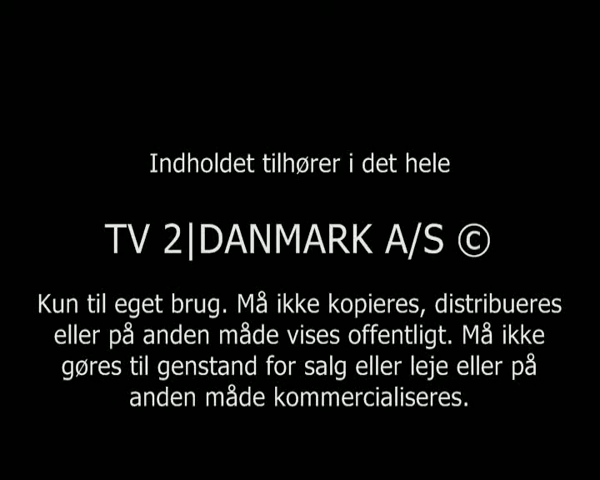 Indholdet tilhører i det hele
TV 2|DANMARK A/S ©
Kun til eget brug. Må ikke kopieres, distribueres
eller på anden måde vises offentligt. Må ikke
gøres til genstand for salg eller leje eller på
anden måde kommercialiseres.